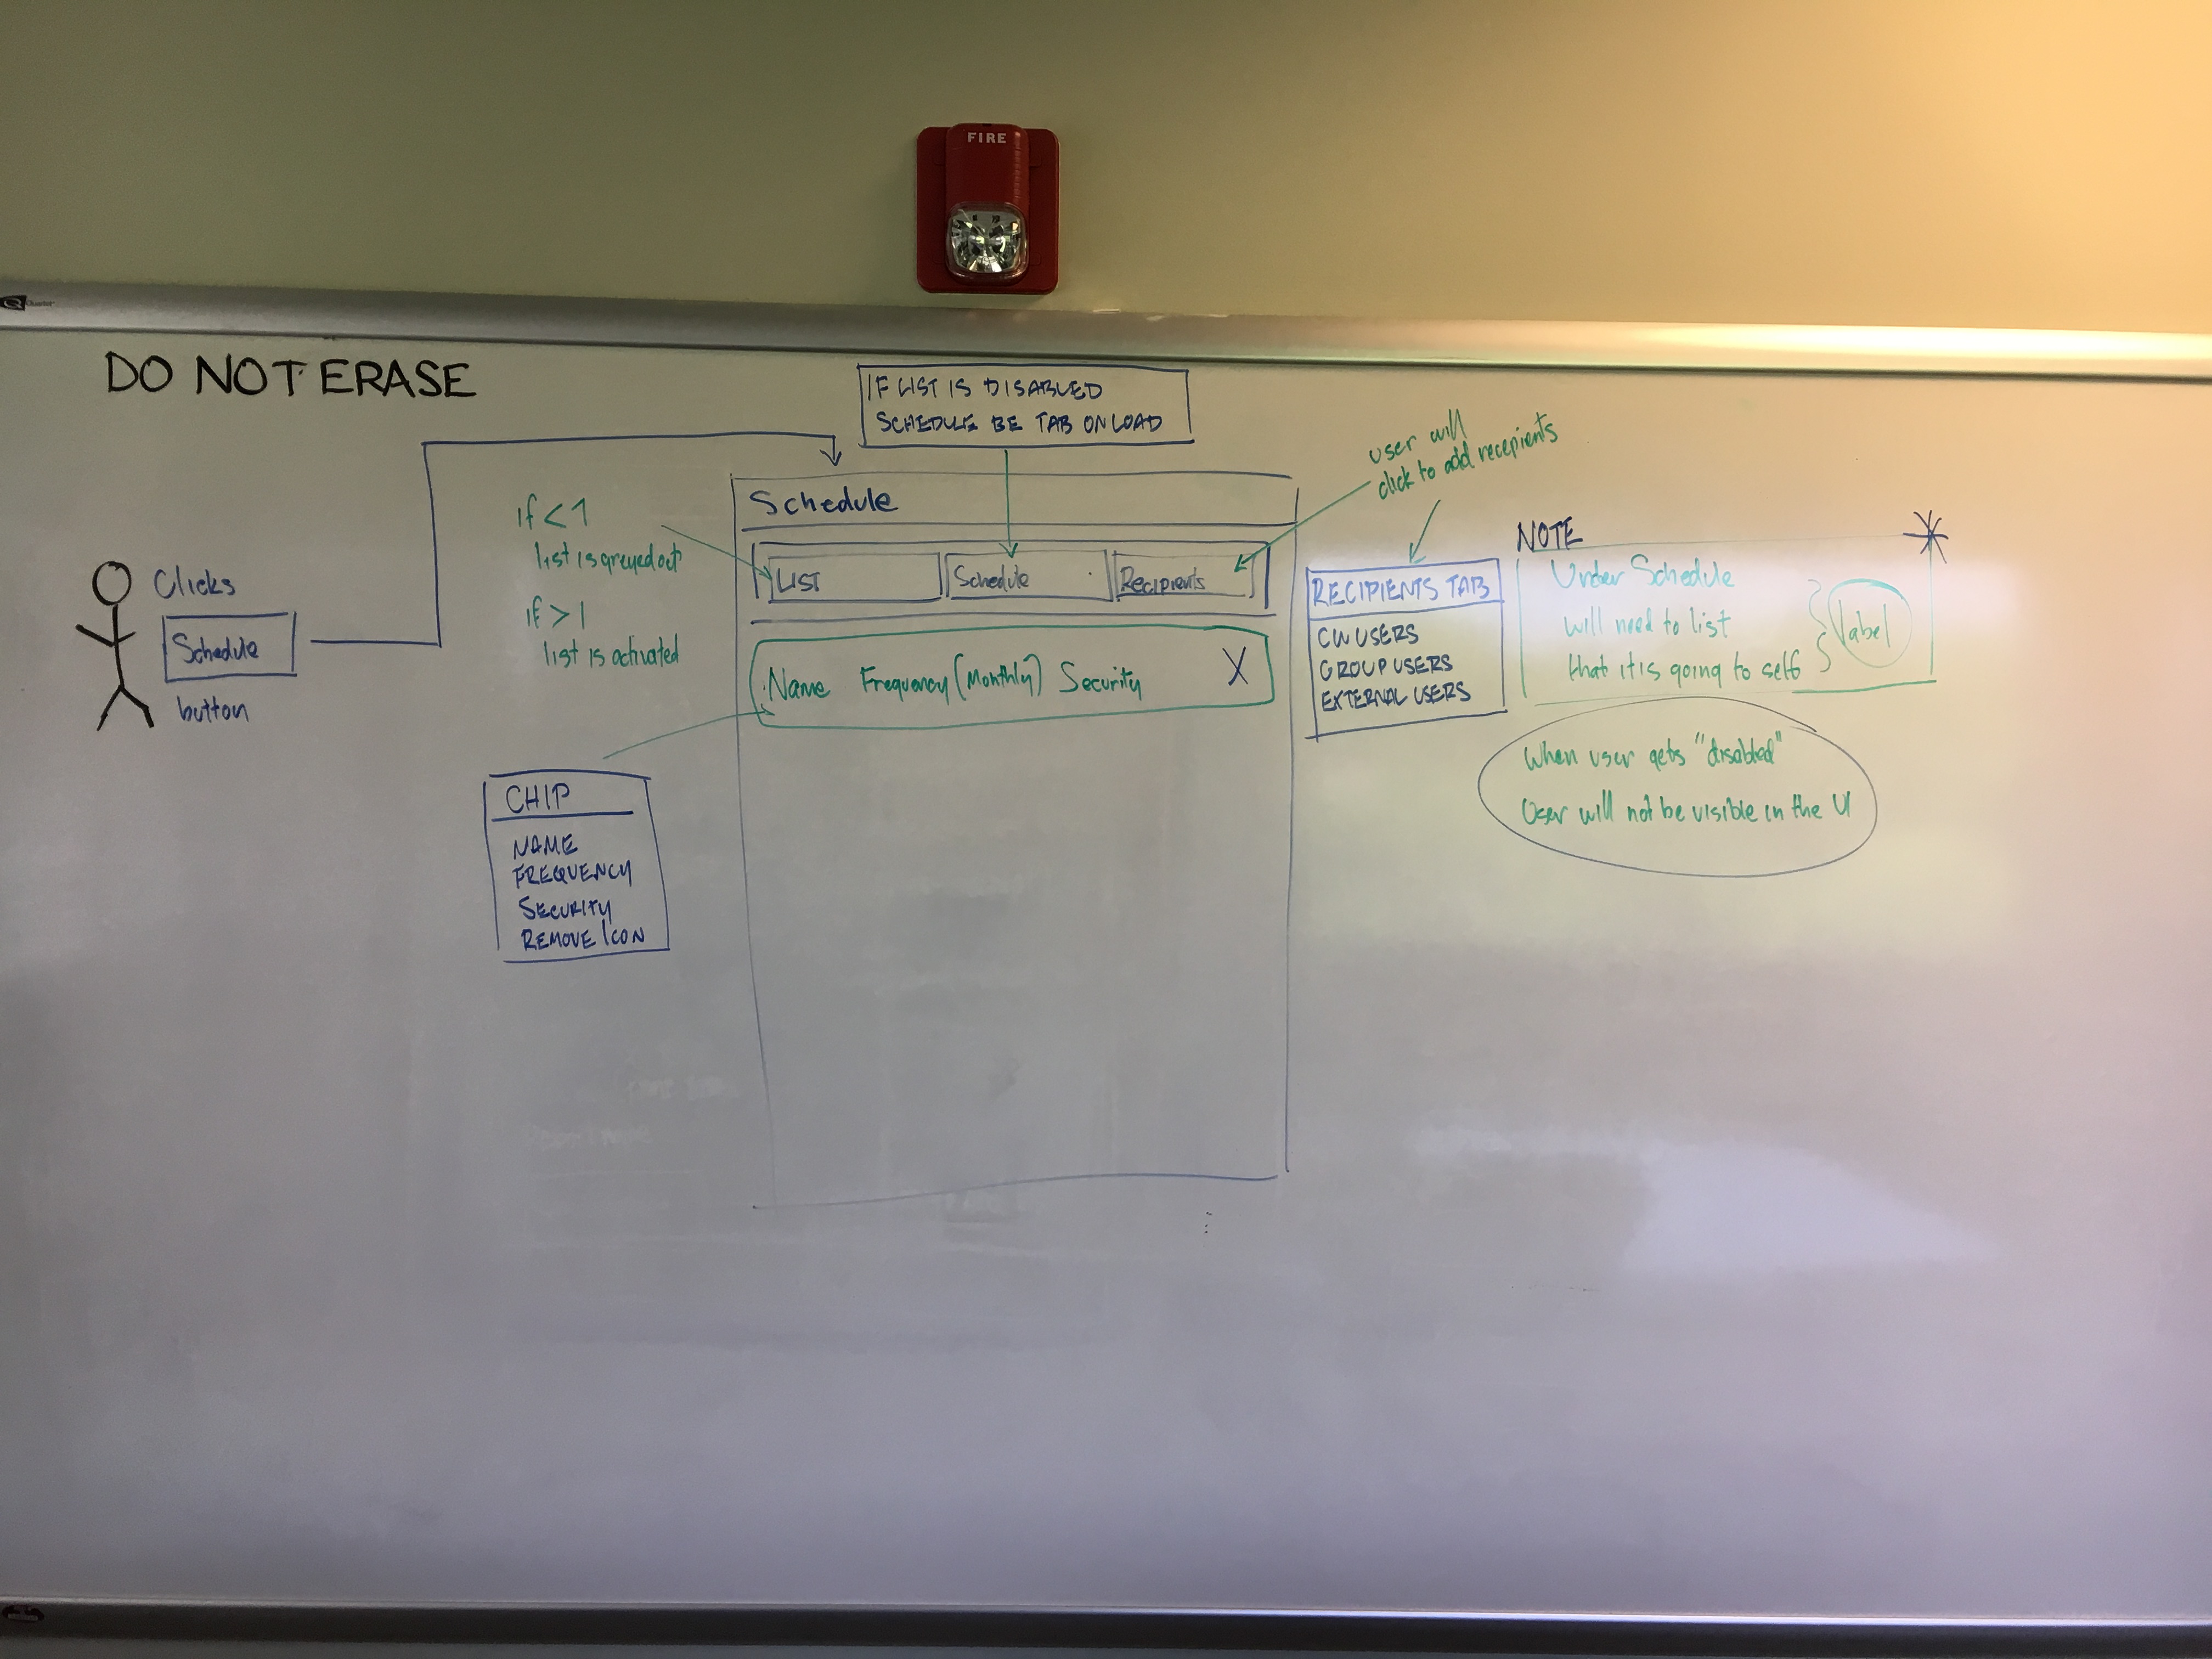 FIRE
DO NOT ERASE
IF LIST IS DISABLED
SCHEDULE BE TAB ON LOAD
user will
click to add recepients
Clicks
Schedule
button
if < 1
list is greyed out
if > 1
list is activated
Schedule
LIST
Schedule
Recipients
Name Frequency (Monthly) Security X
CHIP
NAME
FREQUENCY
SECURITY
REMOVE ICON
RECIPIENTS TAB
CW USERS
GROUP USERS
EXTERNAL USERS
NOTE
Under Schedule
will need to list
that it is going to self
label
When user gets "disabled"
User will not be visible in the UI